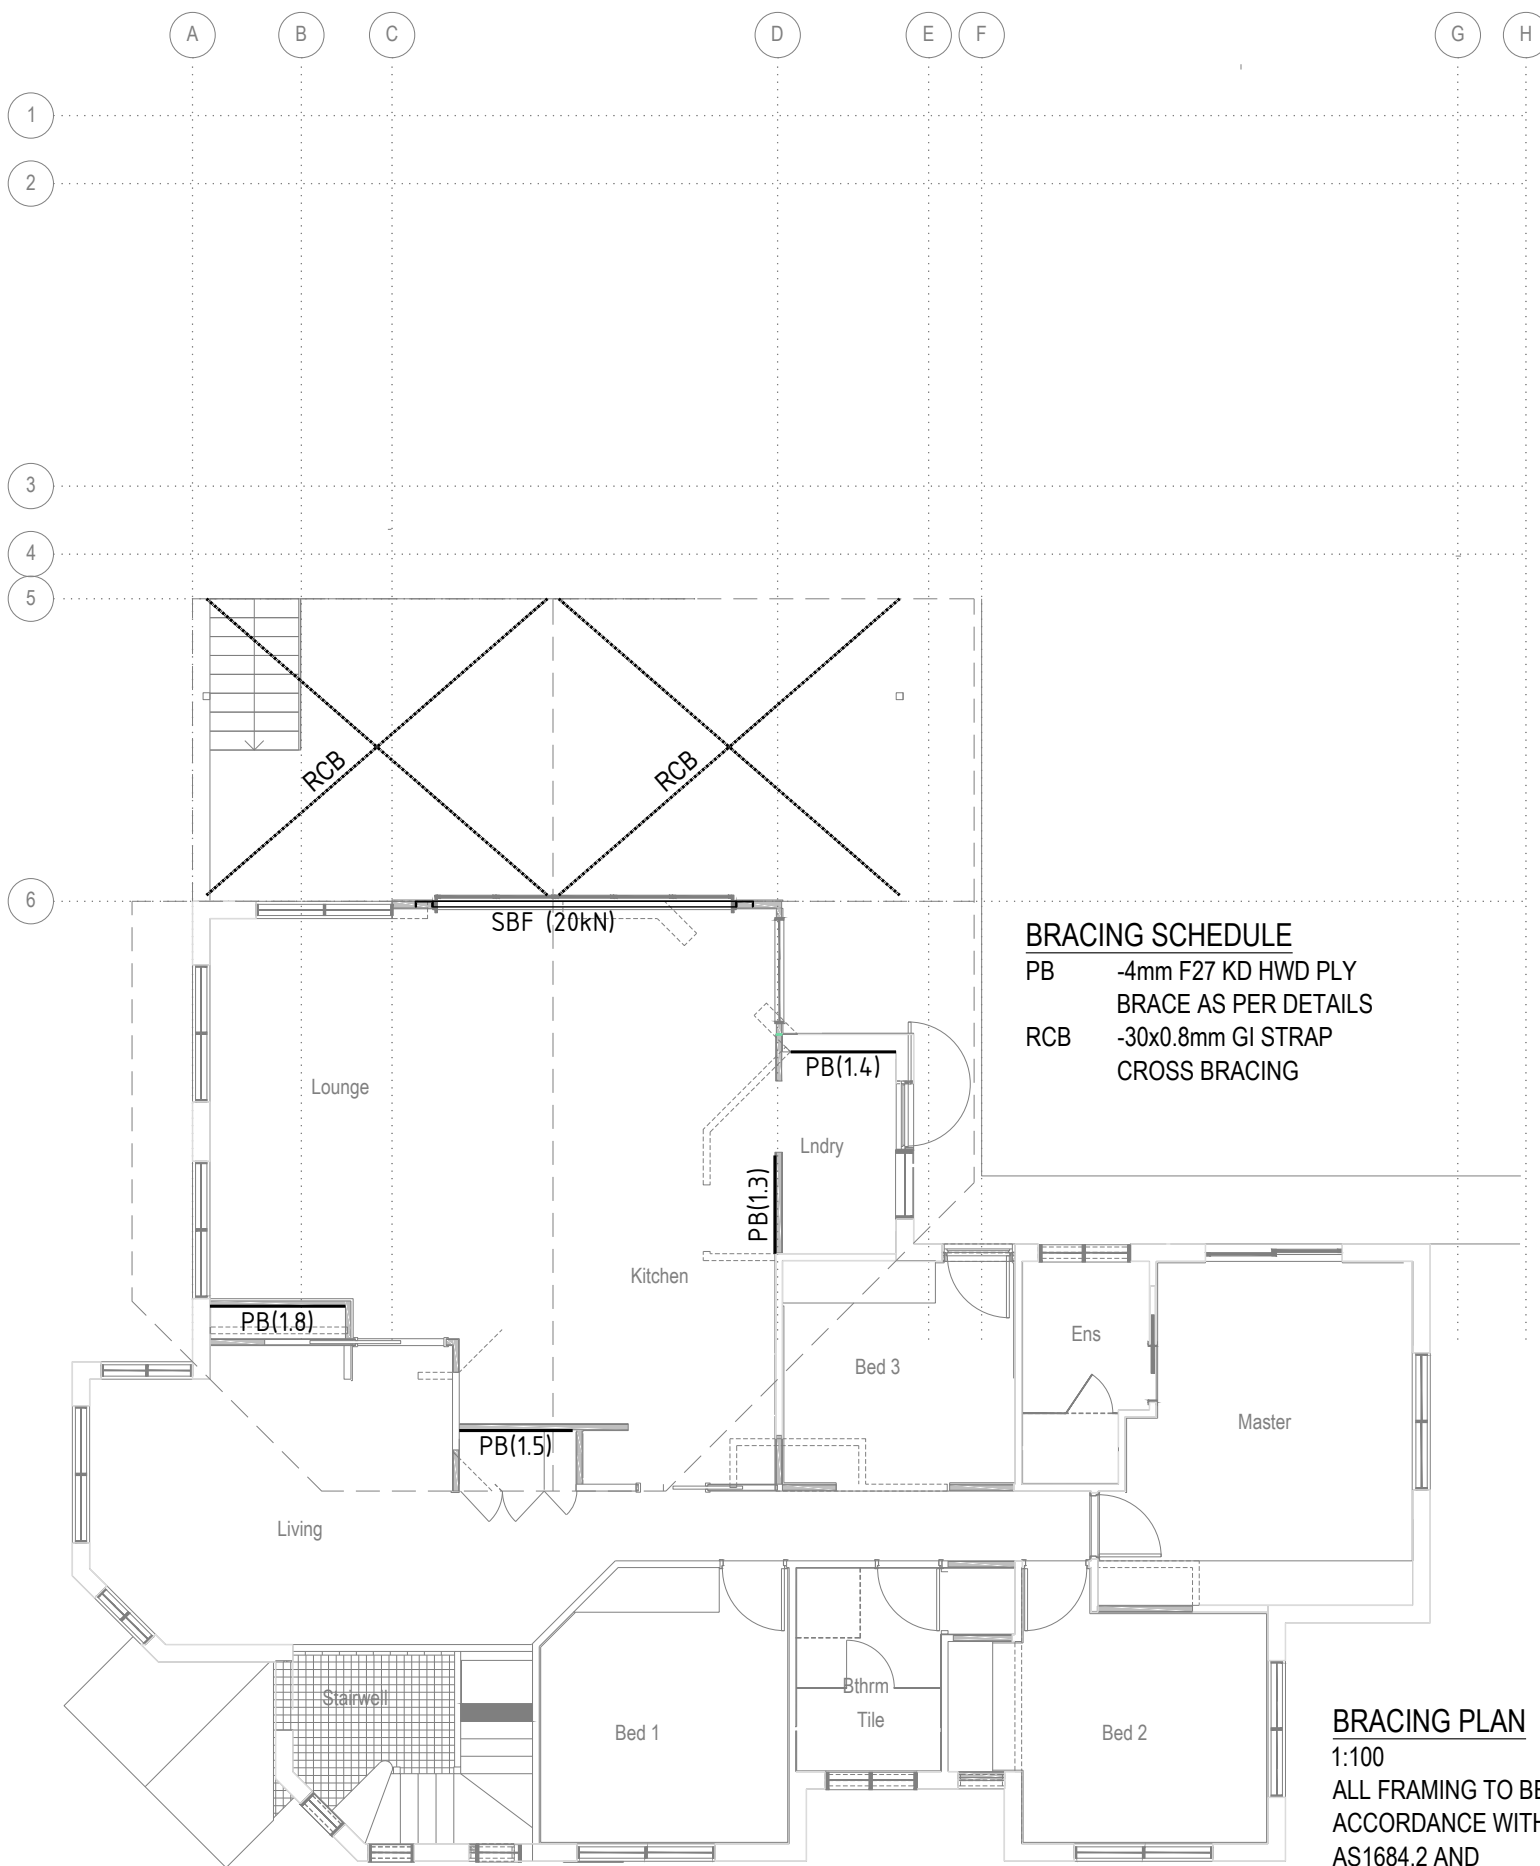 A B C D E F G H
1
2
3
4
5
RCB RCB
6
SBF (20kN)
BRACING SCHEDULE
PB -4mm F27 KD HWD PLY
BRACE AS PER DETAILS
RCB -30x0.8mm GI STRAP
CROSS BRACING
PB(1.4)
Lounge
Lndry
PB(1.3)
Kitchen
PB(1.8)
Ens
Bed 3
Master
PB(1.5)
Living
Stairwell
Bthrm
Tile
Bed 1
Bed 2
BRACING PLAN
1:100
ALL FRAMING TO BE
ACCORDANCE WITH
AS1684.2 AND